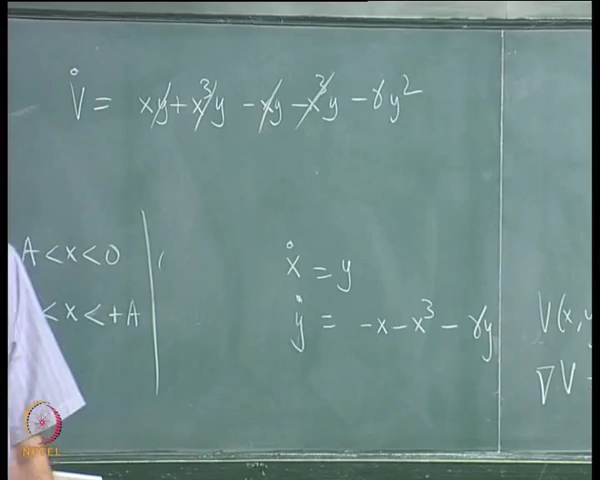 V̇ = xy + x³y - xy - x³y - γy²
A < x < 0
< x < +A
ẋ = y
ẏ = -x - x³ - γy
V(x, y
∇V -
NPTEL